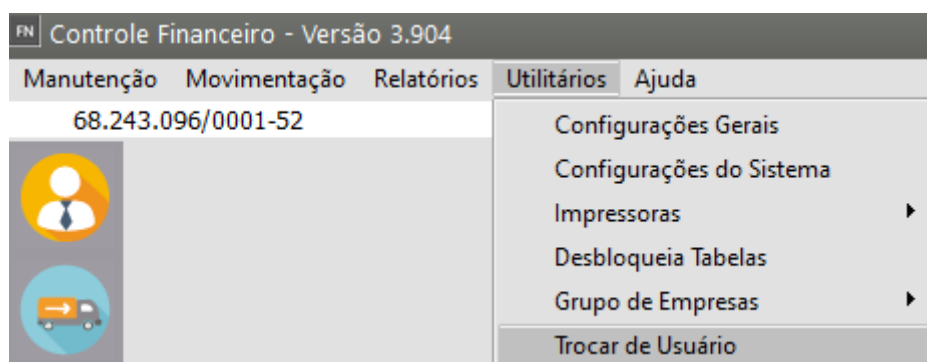 FN Controle Financeiro - Versão 3.904
Manutenção Movimentação Relatórios Utilitários Ajuda
68.243.096/0001-52
Configurações Gerais
Configurações do Sistema
Impressoras
Desbloqueia Tabelas
Grupo de Empresas
Trocar de Usuário